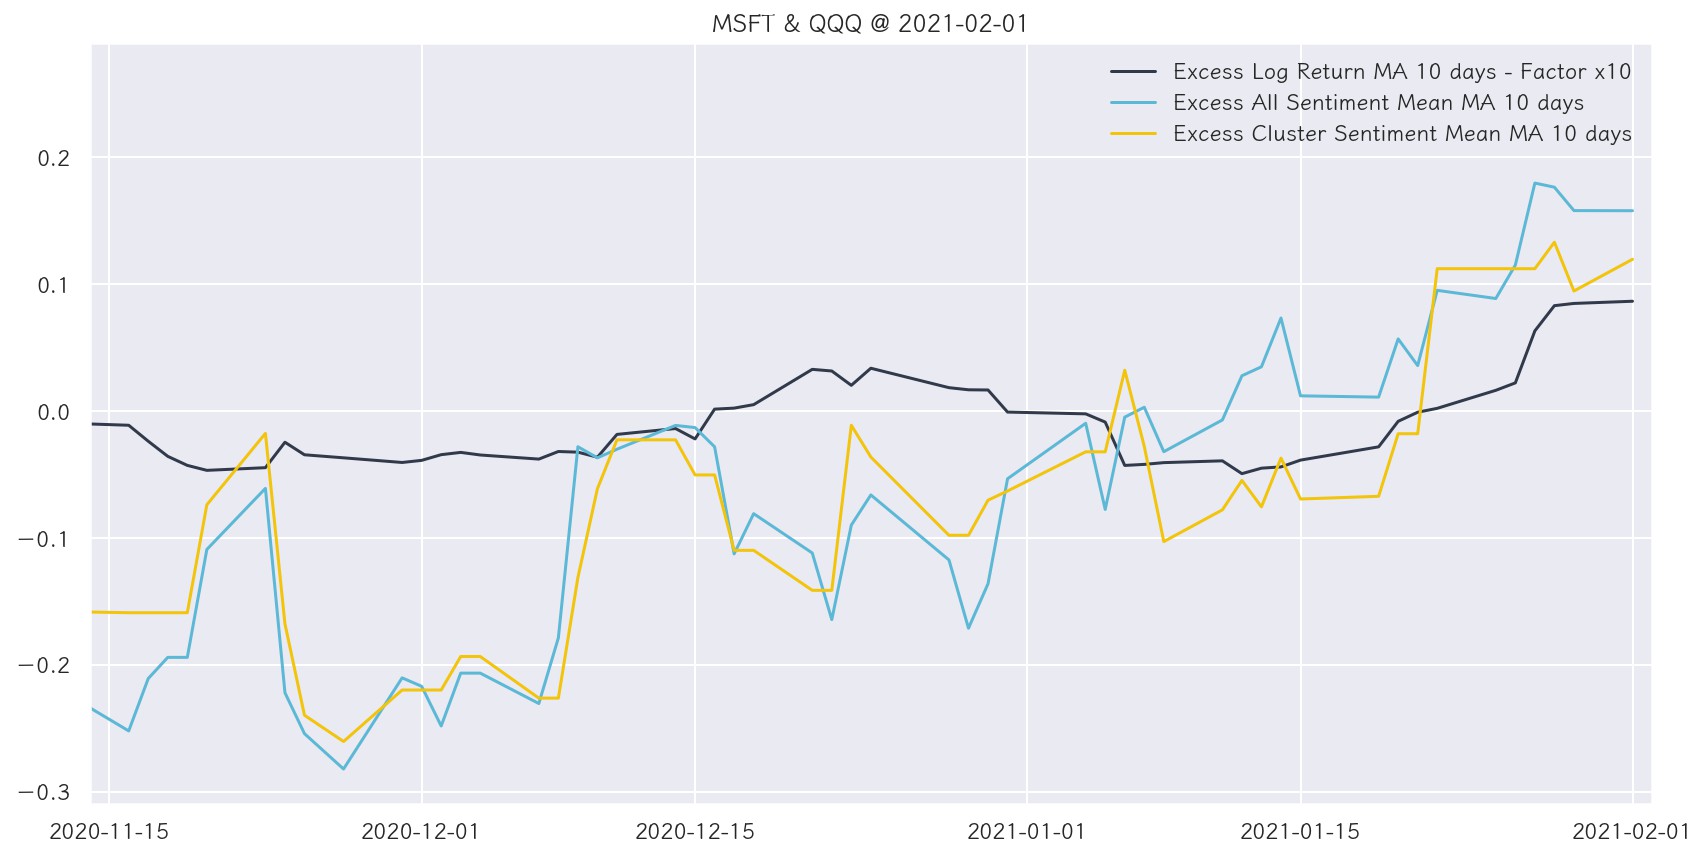 MSFT & QQQ @ 2021-02-01
Excess Log Return MA 10 days - Factor x10
Excess All Sentiment Mean MA 10 days
Excess Cluster Sentiment Mean MA 10 days
0.2
0.1
0.0
−0.1
−0.2
−0.3
2020-11-15 2020-12-01 2020-12-15 2021-01-01 2021-01-15 2021-02-01